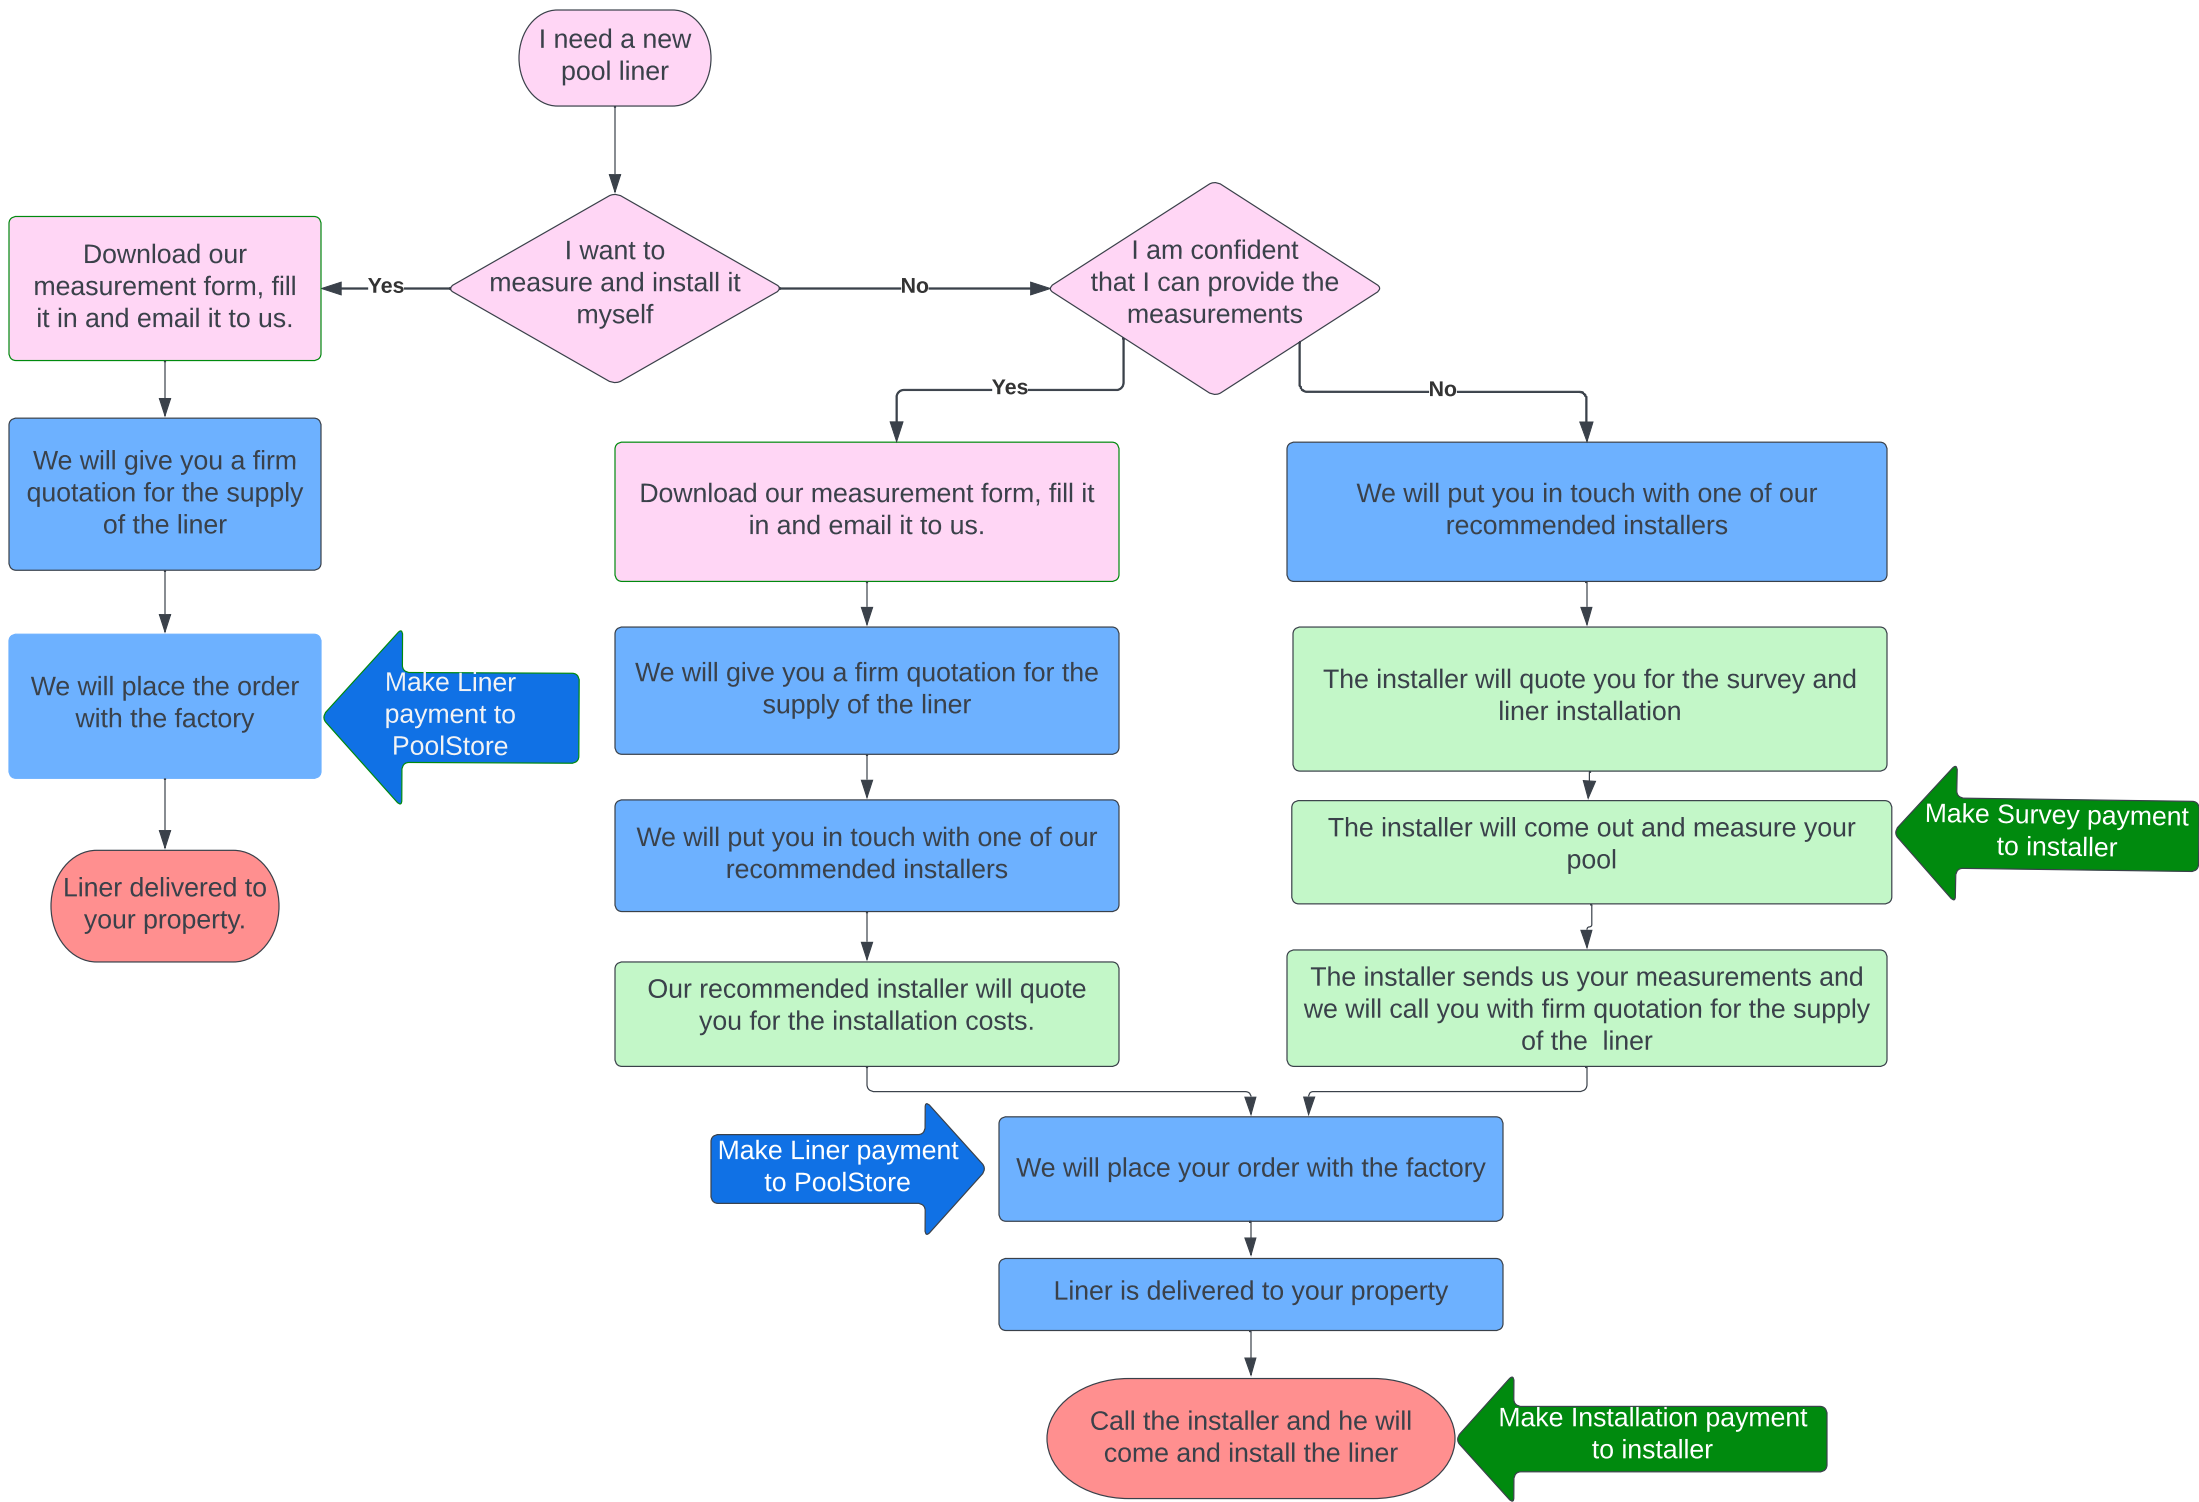 I need a new
pool liner
I want to
measure and install it
myself
Yes
No
I am confident
that I can provide the
measurements
Yes
No
Download our
measurement form, fill
it in and email it to us.
We will give you a firm
quotation for the supply
of the liner
We will place the order
with the factory
Make Liner
payment to
PoolStore
Liner delivered to
your property.
Download our measurement form, fill it
in and email it to us.
We will give you a firm quotation for the
supply of the liner
We will put you in touch with one of our
recommended installers
Our recommended installer will quote
you for the installation costs.
We will put you in touch with one of our
recommended installers
The installer will quote you for the survey and
liner installation
The installer will come out and measure your
pool
Make Survey payment
to installer
The installer sends us your measurements and
we will call you with firm quotation for the supply
of the  liner
Make Liner payment
to PoolStore
We will place your order with the factory
Liner is delivered to your property
Call the installer and he will
come and install the liner
Make Installation payment
to installer